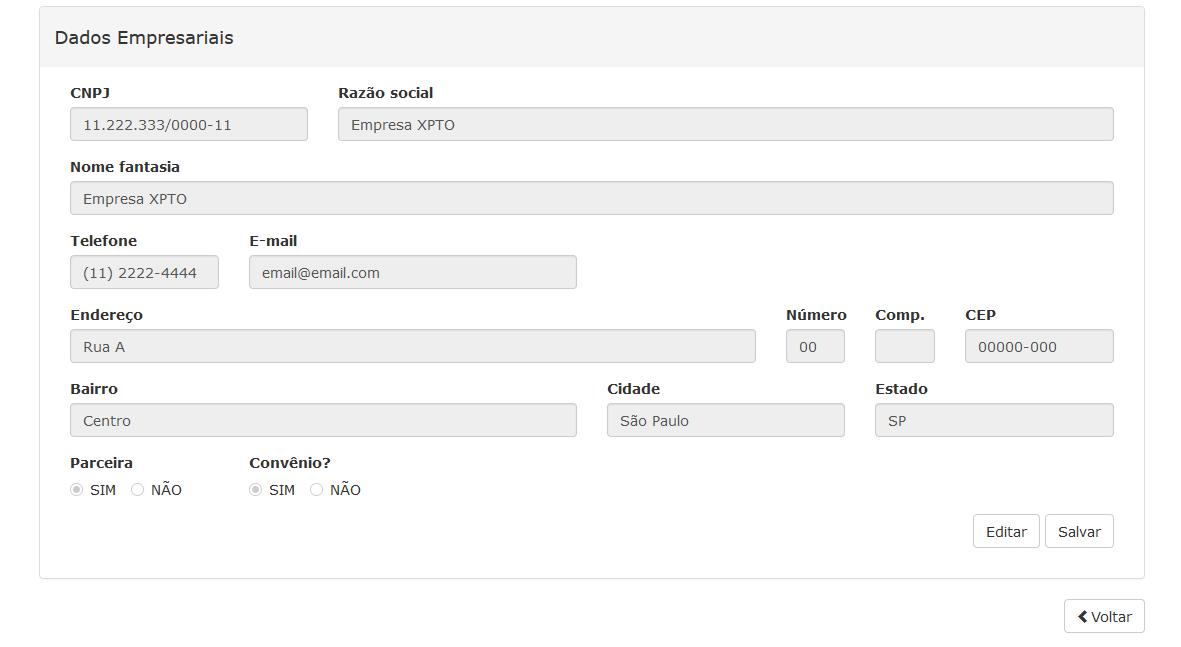 Dados Empresariais
CNPJ Razão social
11.222.333/0000-11 Empresa XPTO
Nome fantasia
Empresa XPTO
Telefone E-mail
(11) 2222-4444 email@email.com
Endereço Número Comp. CEP
Rua A 00 00000-000
Bairro Cidade Estado
Centro São Paulo SP
Parceira Convênio?
SIM NÃO SIM NÃO
Editar Salvar
Voltar